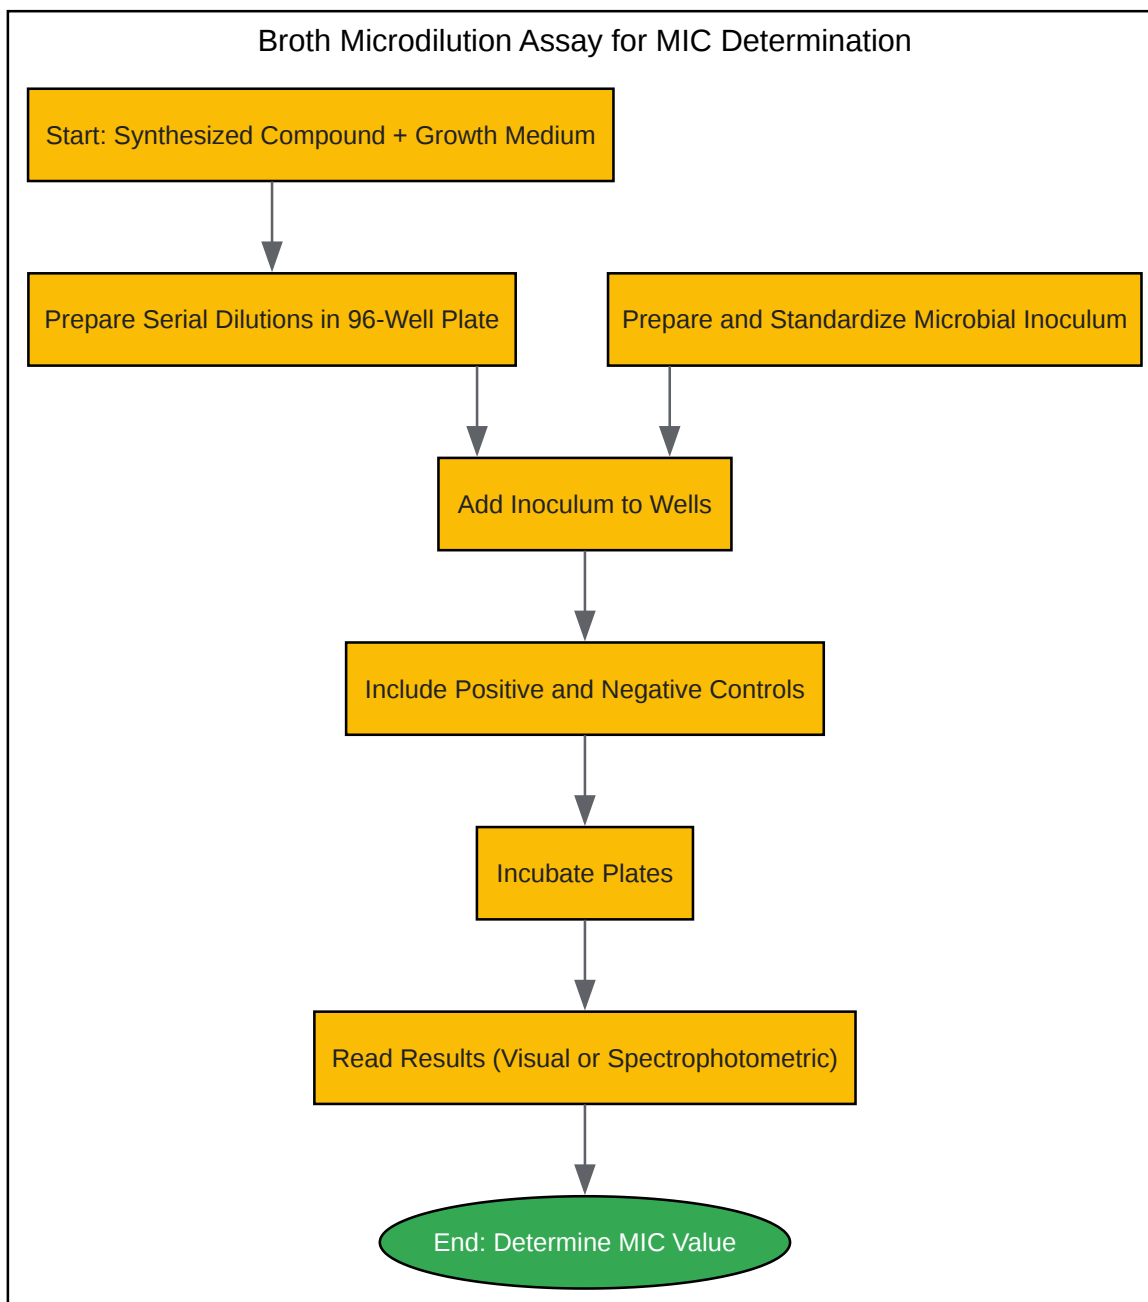 Broth Microdilution Assay for MIC Determination
Start: Synthesized Compound + Growth Medium
Prepare Serial Dilutions in 96-Well Plate
Prepare and Standardize Microbial Inoculum
Add Inoculum to Wells
Include Positive and Negative Controls
Incubate Plates
Read Results (Visual or Spectrophotometric)
End: Determine MIC Value